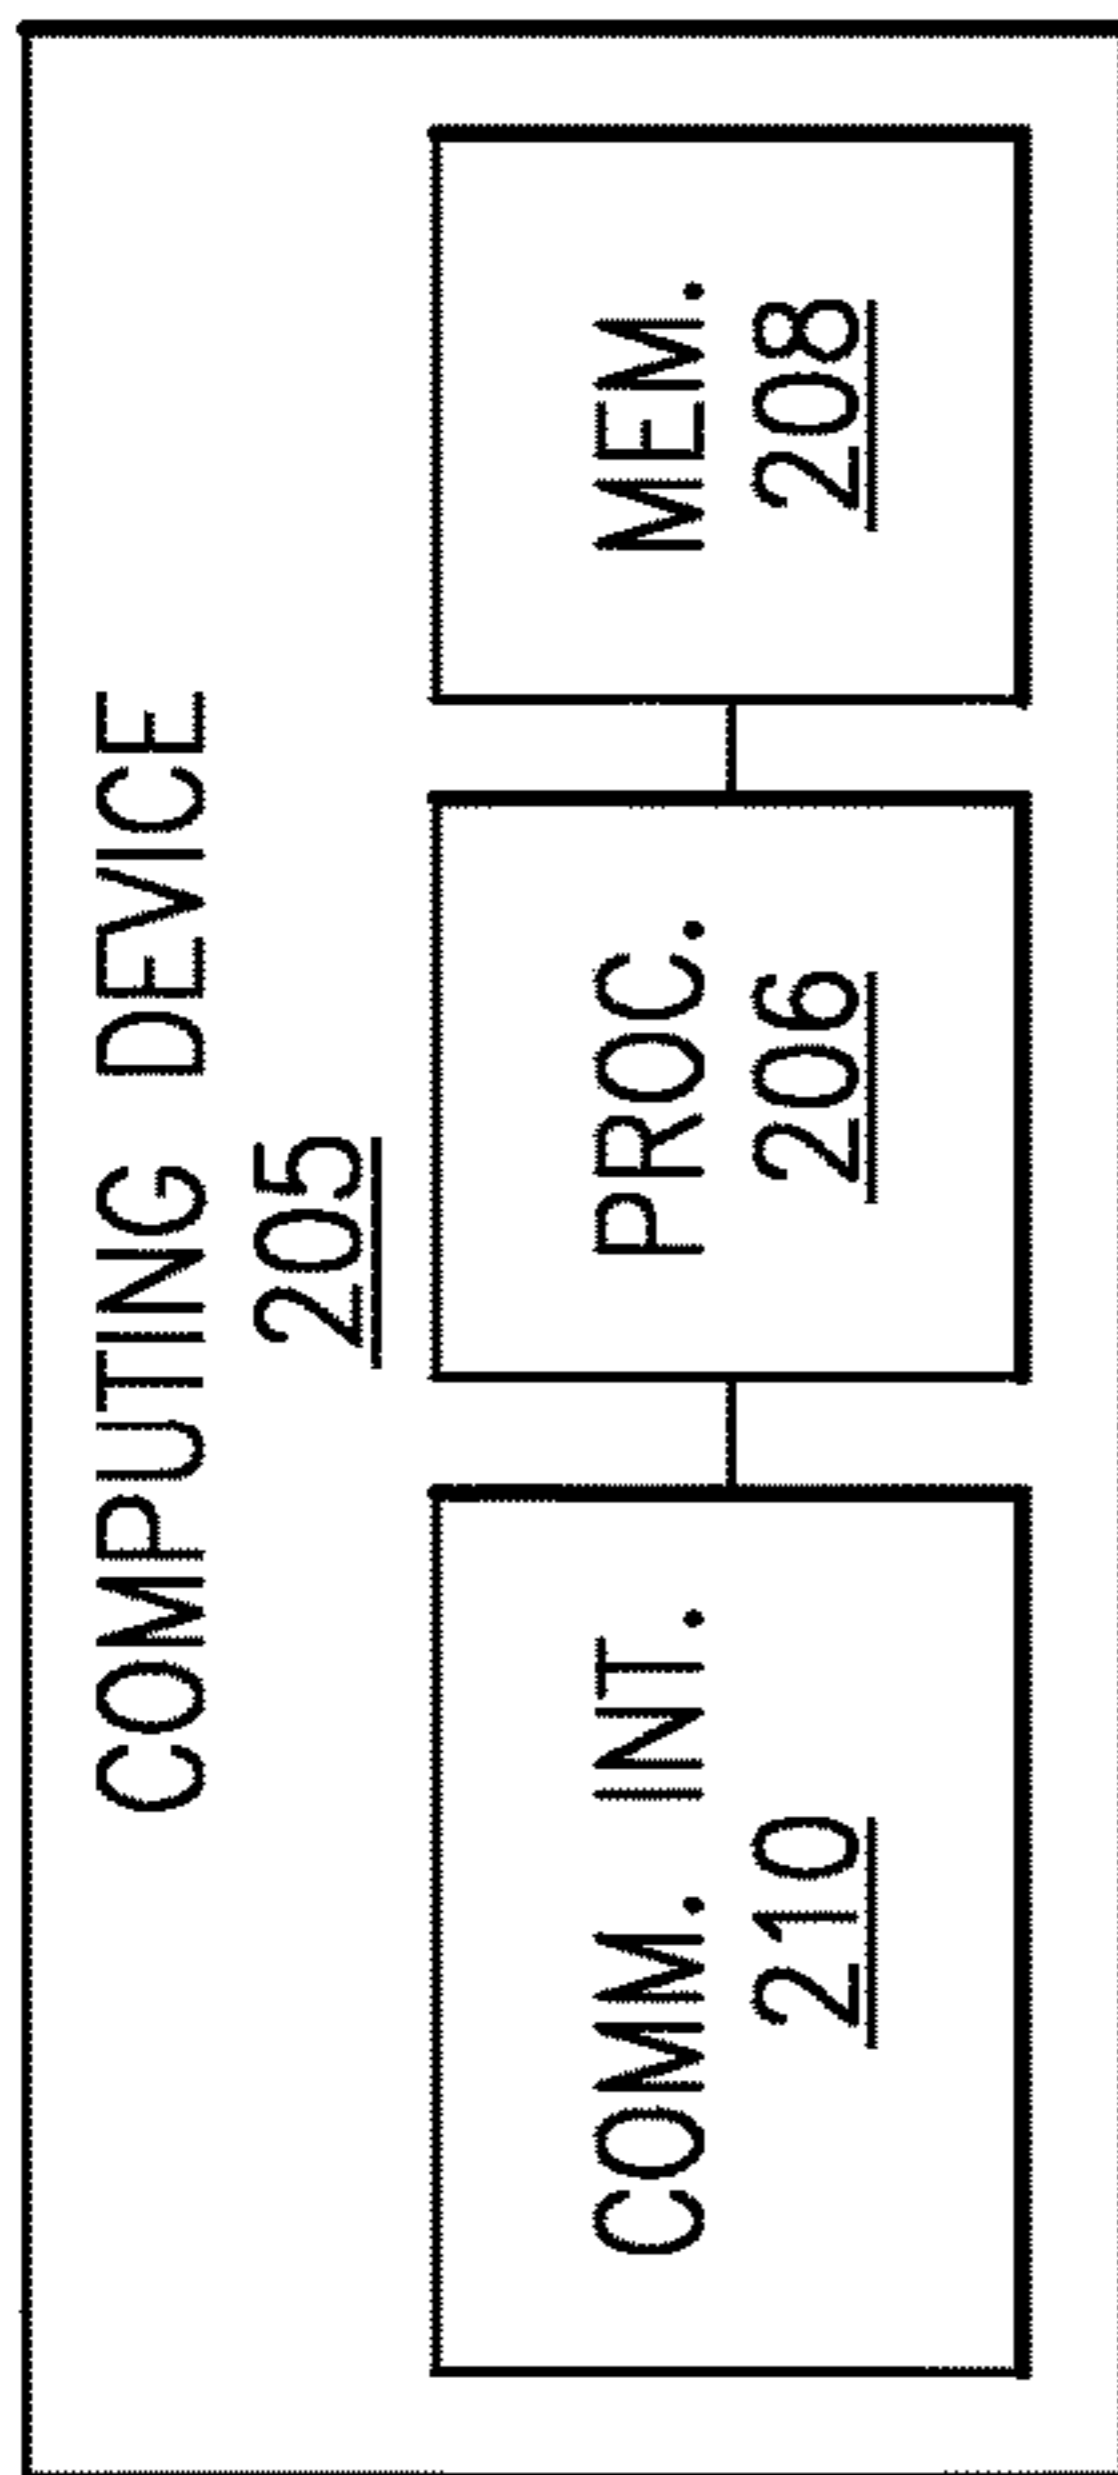 COMPUTING DEVICE
205
COMM. INT.
210
PROC.
206
MEM.
208